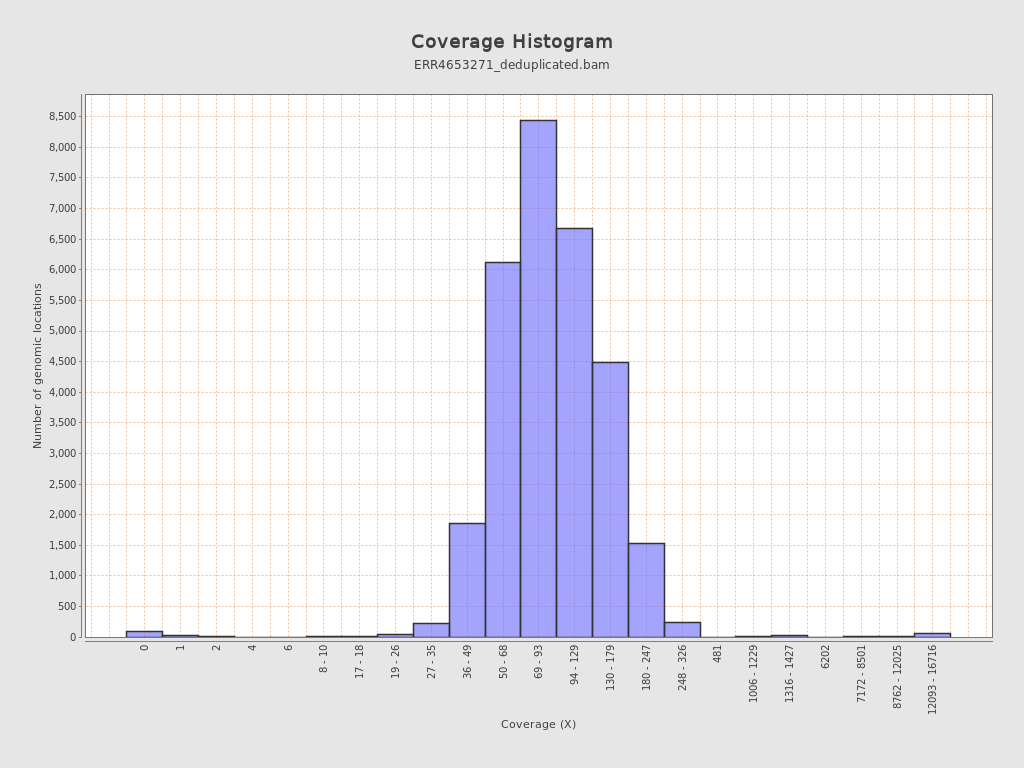 Coverage Histogram
ERR4653271_deduplicated.bam
Number of genomic locations
8,500
8,000
7,500
7,000
6,500
6,000
5,500
5,000
4,500
4,000
3,500
3,000
2,500
2,000
1,500
1,000
500
0
0
1
2
4
6
8 - 10
17 - 18
19 - 26
27 - 35
36 - 49
50 - 68
69 - 93
94 - 129
130 - 179
180 - 247
248 - 326
481
1006 - 1229
1316 - 1427
6202
7172 - 8501
8762 - 12025
12093 - 16716
Coverage (X)